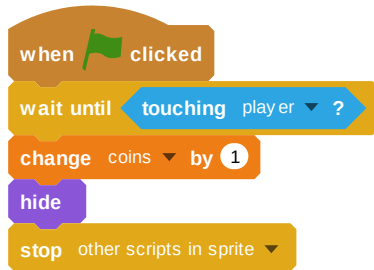 when clicked
wait until touching player ?
change coins by 1
hide
stop other scripts in sprite